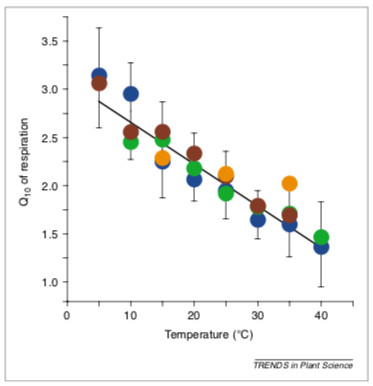 3.5
3.0
2.5
2.0
1.5
1.0
Q10 of respiration
0 10 20 30 40
Temperature (°C)
TRENDS in Plant Science